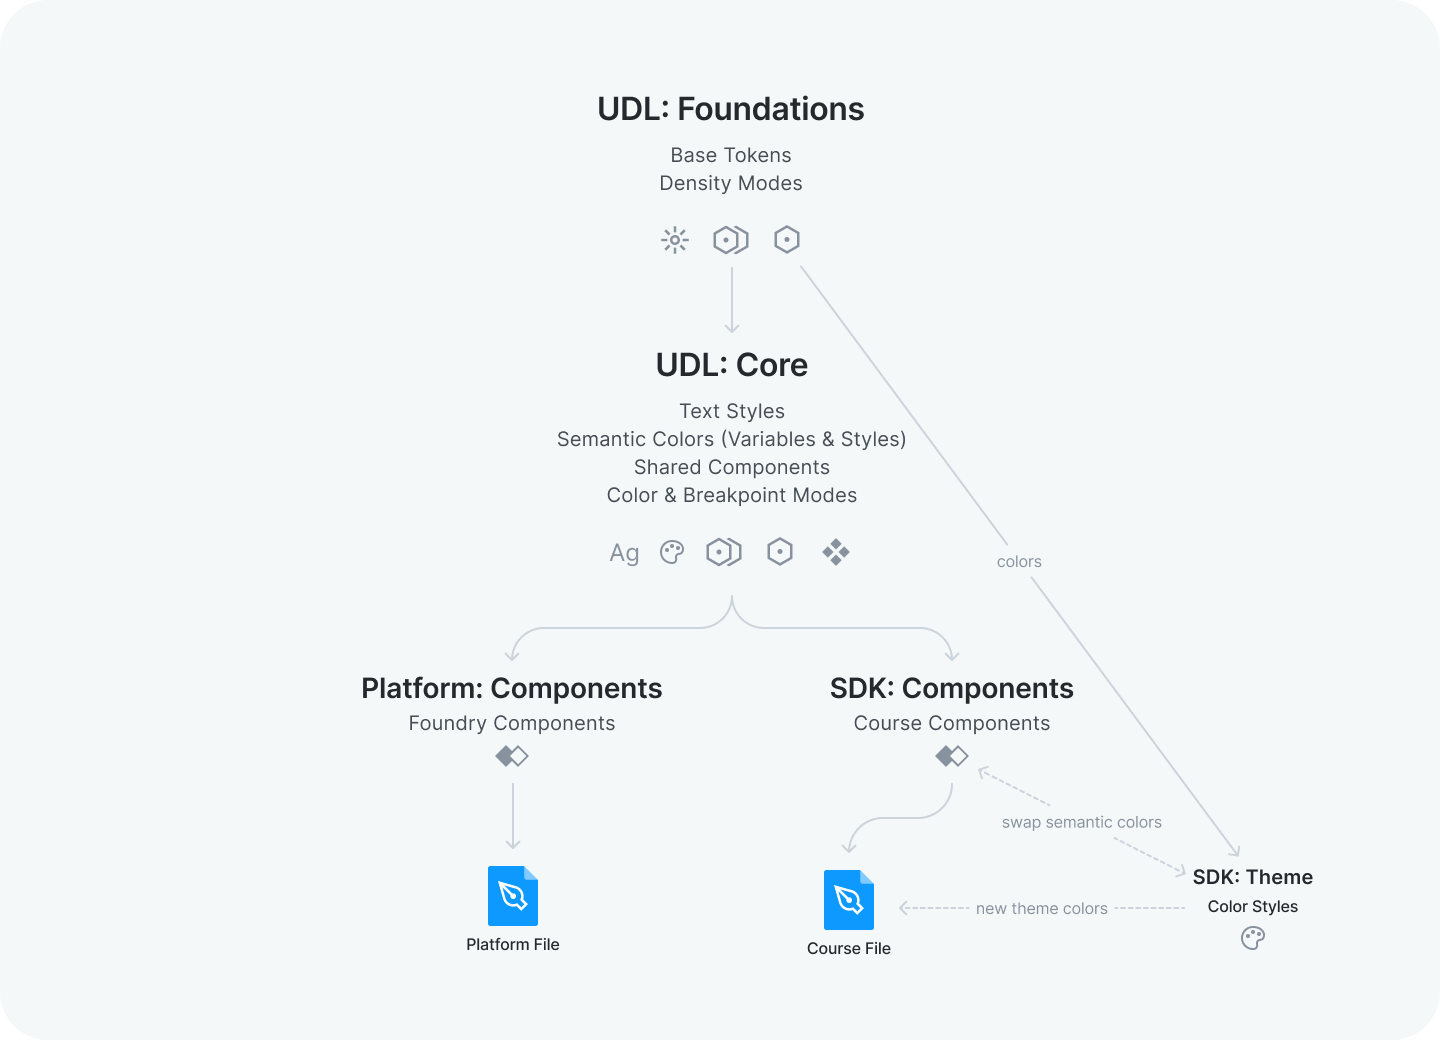 UDL: Foundations
Base Tokens
Density Modes
UDL: Core
Text Styles
Semantic Colors (Variables & Styles)
Shared Components
Color & Breakpoint Modes
Ag
colors
Platform: Components
Foundry Components
SDK: Components
Course Components
swap semantic colors
SDK: Theme
Color Styles
new theme colors
Platform File
Course File